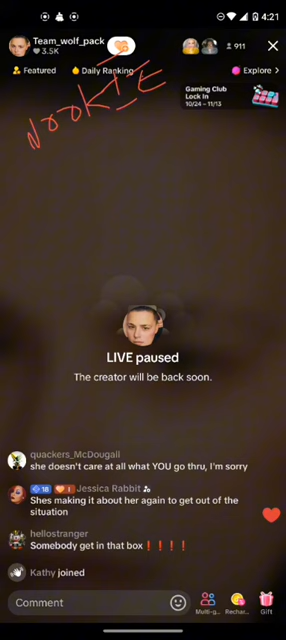 4:21
Team_wolf_pack
3.5K
911
Featured
Daily Ranking
Explore >
Gaming Club
Lock In
10/24 – 11/13
NOOKIE
LIVE paused
The creator will be back soon.
quackers_McDougall
she doesn't care at all what YOU go thru, I'm sorry
18 1 Jessica Rabbit
Shes making it about her again to get out of the
situation
heliostranger
Somebody get in that box❗❗❗❗
Kathy joined
Comment
Multi-g...
Rechar...
Gift